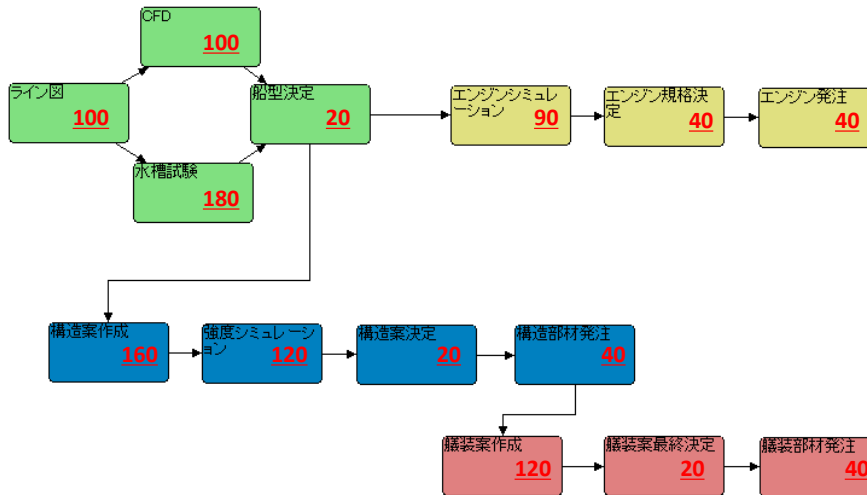 CFD
100
ライン図
100
船型決定
20
水槽試験
180
エンジンシミュレ
ーション
90
エンジン規格決
定
40
エンジン発注
40
構造案作成
160
強度シミュレーシ
ョン
120
構造案決定
20
構造部材発注
40
艤装案作成
120
艤装案最終決定
20
艤装部材発注
40